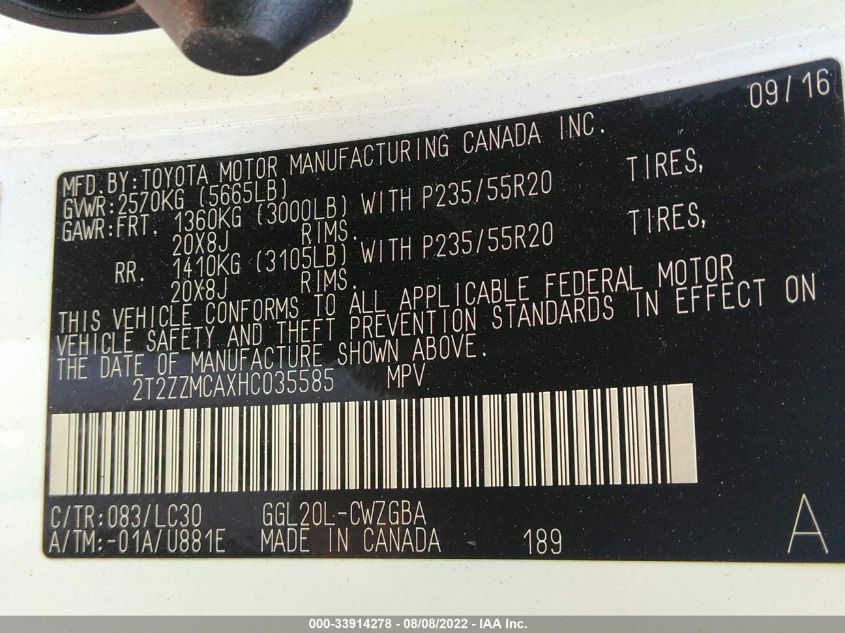 09/16
MFD.BY:TOYOTA MOTOR MANUFACTURING CANADA INC.
GVWR:2570KG (5665LB)
GAWR:FRT. 1360KG (3000LB) WITH P235/55R20 TIRES,
20X8J RIMS.
RR. 1410KG (3105LB) WITH P235/55R20 TIRES,
20X8J RIMS.
THIS VEHICLE CONFORMS TO ALL APPLICABLE FEDERAL MOTOR
VEHICLE SAFETY AND THEFT PREVENTION STANDARDS IN EFFECT ON
THE DATE OF MANUFACTURE SHOWN ABOVE.
2T2ZZMCAXHC035585 MPV
C/TR:083/LC30 GGL20L-CWZGBA
A/TM:-01A/U881E MADE IN CANADA 189 A
000-33914278 - 08/08/2022 - IAA Inc.